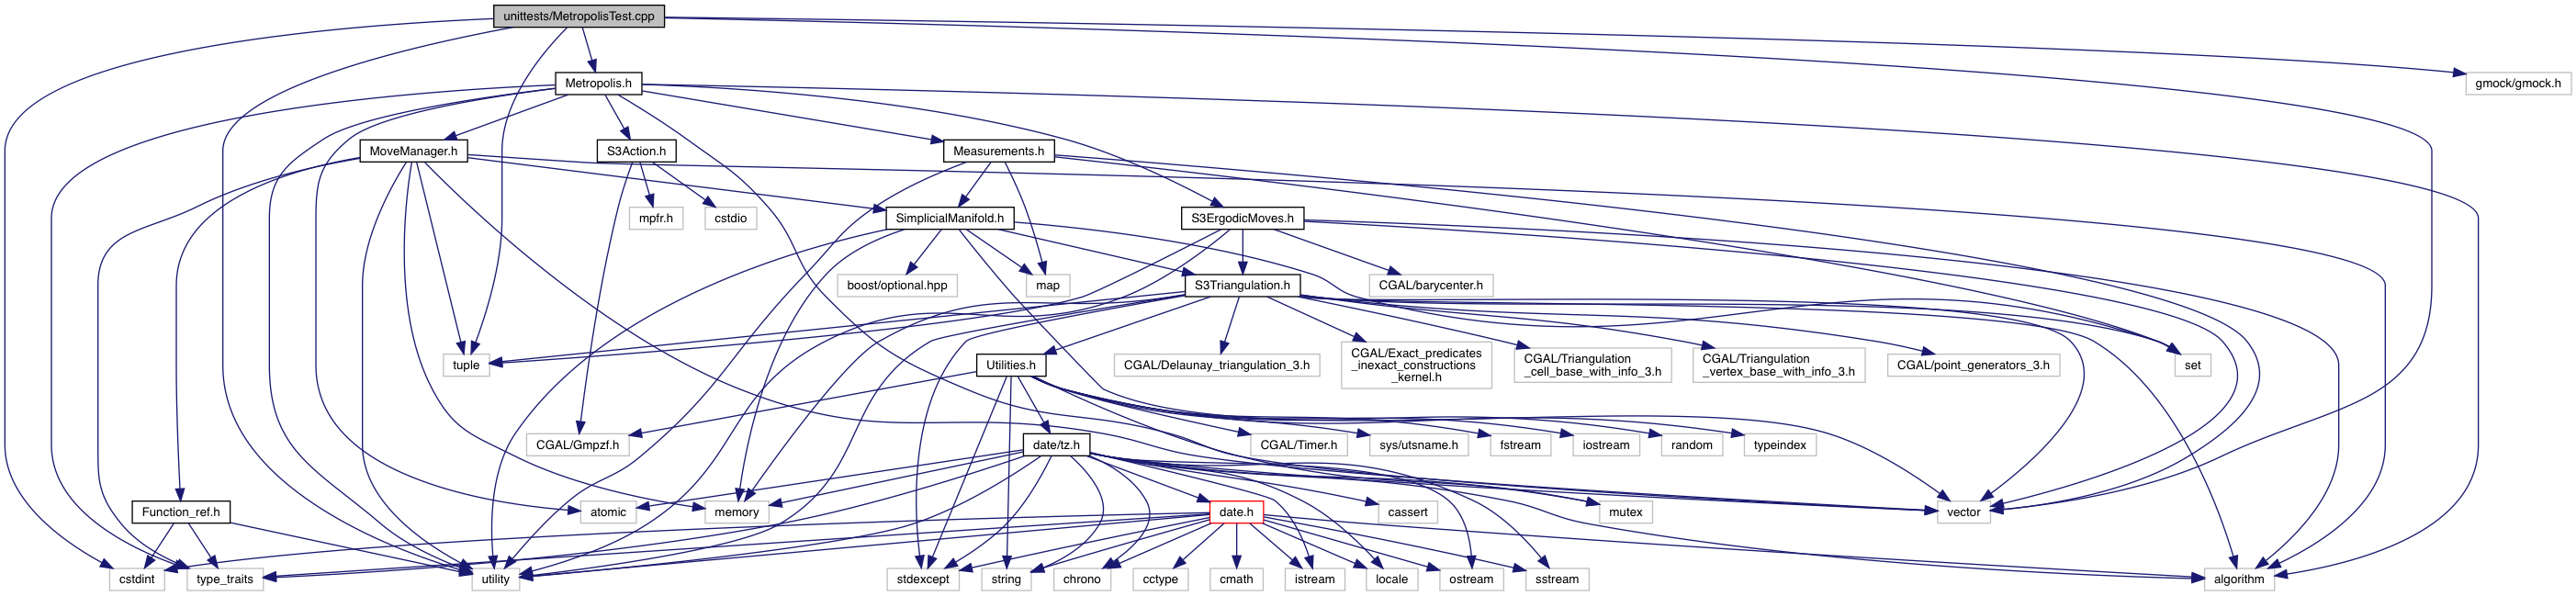 unittests/MetropolisTest.cpp
Metropolis.h
gmock/gmock.h
MoveManager.h
S3Action.h
Measurements.h
mpfr.h
cstdio
SimplicialManifold.h
S3ErgodicMoves.h
boost/optional.hpp
map
S3Triangulation.h
CGAL/barycenter.h
tuple
Utilities.h
CGAL/Delaunay_triangulation_3.h
CGAL/Exact_predicates
_inexact_constructions
_kernel.h
CGAL/Triangulation
_cell_base_with_info_3.h
CGAL/Triangulation
_vertex_base_with_info_3.h
CGAL/point_generators_3.h
set
CGAL/Gmpzf.h
date/tz.h
CGAL/Timer.h
sys/utsname.h
fstream
iostream
random
typeindex
Function_ref.h
atomic
memory
date.h
cassert
mutex
vector
cstdint
type_traits
utility
stdexcept
string
chrono
cctype
cmath
istream
locale
ostream
sstream
algorithm